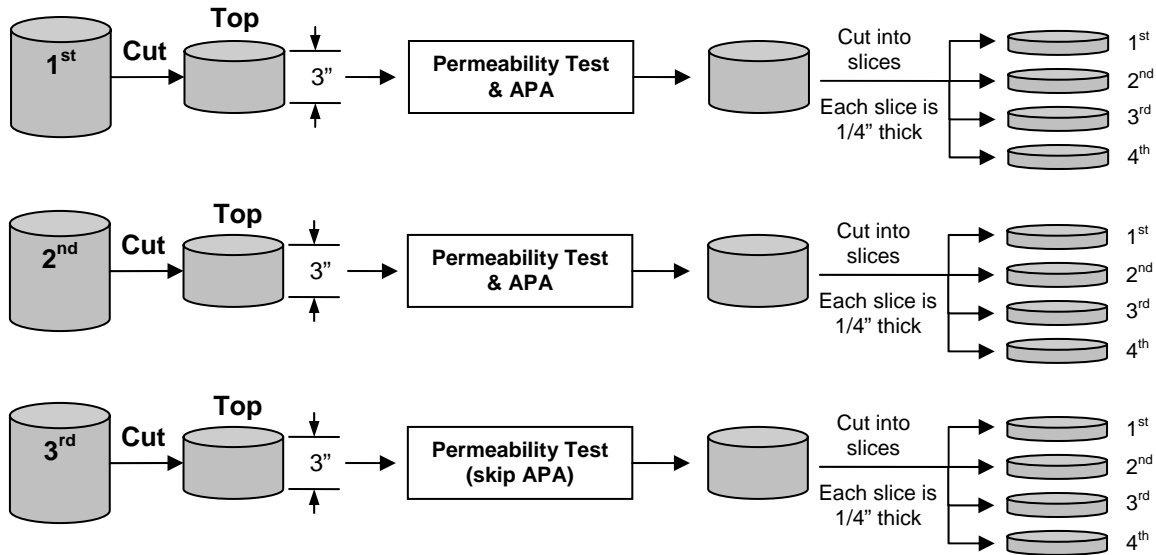 1st
Cut
Top
3”
Permeability Test
& APA
Cut into
slices
Each slice is
1/4” thick
1st
2nd
3rd
4th
2nd
Cut
Top
3”
Permeability Test
& APA
Cut into
slices
Each slice is
1/4” thick
1st
2nd
3rd
4th
3rd
Cut
Top
3”
Permeability Test
(skip APA)
Cut into
slices
Each slice is
1/4” thick
1st
2nd
3rd
4th